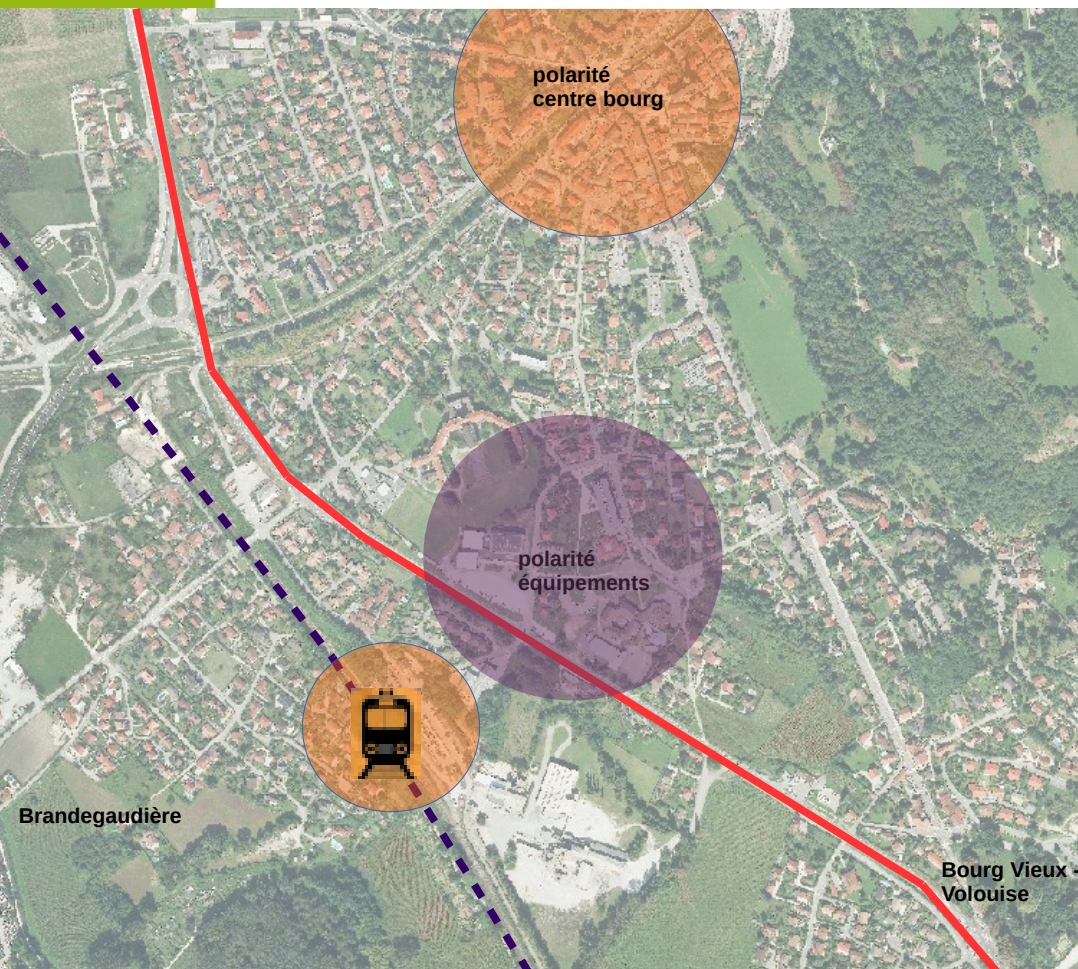 polarité
centre bourg
polarité
équipements
Brandegaudière
Bourg Vieux -
Volouise